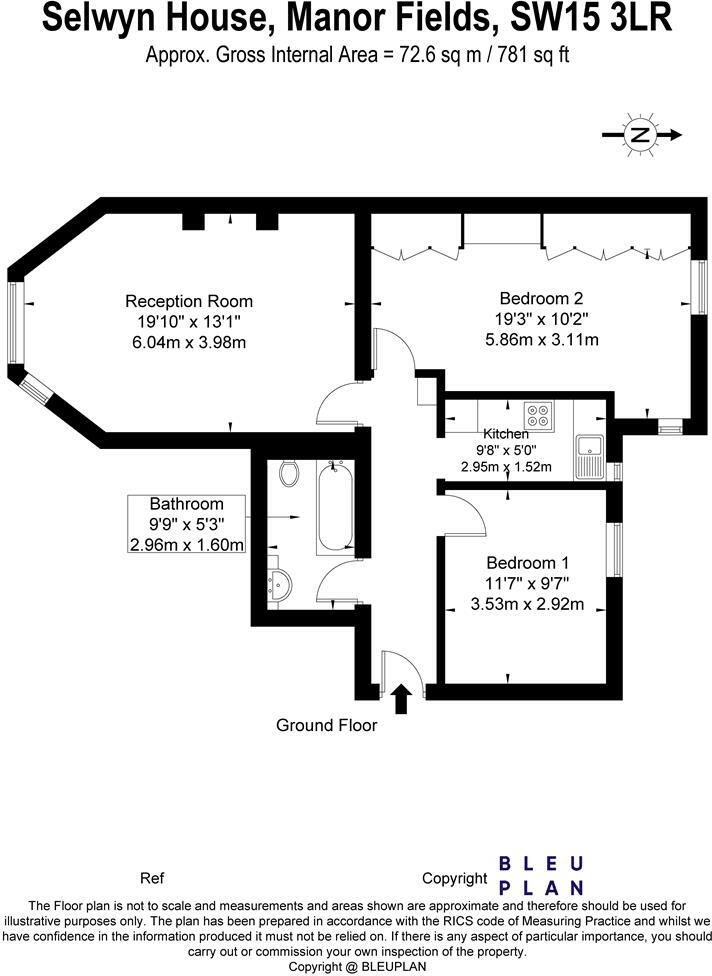 Selwyn House, Manor Fields, SW15 3LR
Approx. Gross Internal Area = 72.6 sq m / 781 sq ft
N
Reception Room
19'10" x 13'1"
6.04m x 3.98m
Bedroom 2
19'3" x 10'2"
5.86m x 3.11m
Kitchen
9'8" x 5'0"
2.95m x 1.52m
Bathroom
9'9" x 5'3"
2.96m x 1.60m
Bedroom 1
11'7" x 9'7"
3.53m x 2.92m
Ground Floor
Ref
Copyright
BLEU
PLAN
The Floor plan is not to scale and measurements and areas shown are approximate and therefore should be used for
illustrative purposes only. The plan has been prepared in accordance with the RICS code of Measuring Practice and whilst we
have confidence in the information produced it must not be relied on. If there is any aspect of particular importance, you should
carry out or commission your own inspection of the property.
Copyright @ BLEUPLAN